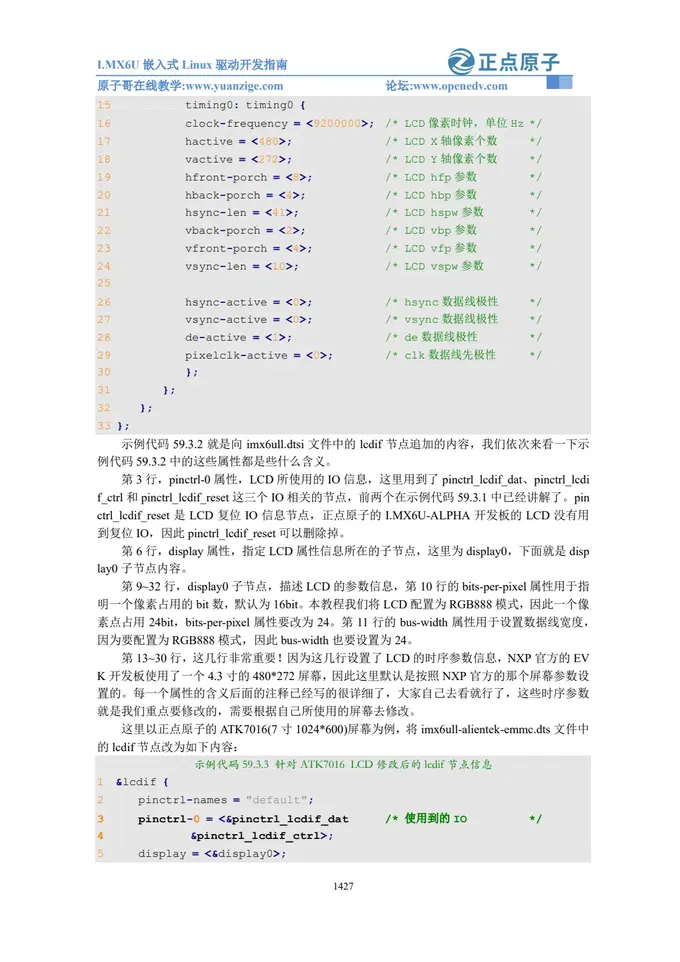 I.MX6U 嵌入式 Linux 驱动开发指南
正点原子
原子哥在线教学:www.yuanzige.com 论坛:www.openedv.com
15 timing0: timing0 {
16 clock-frequency = <9200000>; /* LCD 像素时钟，单位 Hz */
17 hactive = <480>; /* LCD X 轴像素个数 */
18 vactive = <272>; /* LCD Y 轴像素个数 */
19 hfront-porch = <8>; /* LCD hfp 参数 */
20 hback-porch = <4>; /* LCD hbp 参数 */
21 hsync-len = <41>; /* LCD hspw 参数 */
22 vback-porch = <2>; /* LCD vbp 参数 */
23 vfront-porch = <4>; /* LCD vfp 参数 */
24 vsync-len = <10>; /* LCD vspw 参数 */
25
26 hsync-active = <0>; /* hsync 数据线极性 */
27 vsync-active = <0>; /* vsync 数据线极性 */
28 de-active = <1>; /* de 数据线极性 */
29 pixelclk-active = <0>; /* clk 数据线先极性 */
30 };
31 };
32 };
33 };
示例代码 59.3.2 就是向 imx6ull.dtsi 文件中的 lcdif 节点追加的内容，我们依次来看一下示
例代码 59.3.2 中的这些属性都是些什么含义。
第 3 行，pinctrl-0 属性，LCD 所使用的 IO 信息，这里用到了 pinctrl_lcdif_dat、pinctrl_lcdi
f_ctrl 和 pinctrl_lcdif_reset 这三个 IO 相关的节点，前两个在示例代码 59.3.1 中已经讲解了。pin
ctrl_lcdif_reset 是 LCD 复位 IO 信息节点，正点原子的 I.MX6U-ALPHA 开发板的 LCD 没有用
到复位 IO，因此 pinctrl_lcdif_reset 可以删除掉。
第 6 行，display 属性，指定 LCD 属性信息所在的子节点，这里为 display0，下面就是 disp
lay0 子节点内容。
第 9~32 行，display0 子节点，描述 LCD 的参数信息，第 10 行的 bits-per-pixel 属性用于指
明一个像素占用的 bit 数，默认为 16bit。本教程我们将 LCD 配置为 RGB888 模式，因此一个像
素点占用 24bit，bits-per-pixel 属性要改为 24。第 11 行的 bus-width 属性用于设置数据线宽度，
因为要配置为 RGB888 模式，因此 bus-width 也要设置为 24。
第 13~30 行，这几行非常重要！因为这几行设置了 LCD 的时序参数信息，NXP 官方的 EV
K 开发板使用了一个 4.3 寸的 480*272 屏幕，因此这里默认是按照 NXP 官方的那个屏幕参数设
置的。每一个属性的含义后面的注释已经写的很详细了，大家自己去看就行了，这些时序参数
就是我们重点要修改的，需要根据自己所使用的屏幕去修改。
这里以正点原子的 ATK7016(7 寸 1024*600)屏幕为例，将 imx6ull-alientek-emmc.dts 文件中
的 lcdif 节点改为如下内容：
示例代码 59.3.3 针对 ATK7016 LCD 修改后的 lcdif 节点信息
1 &lcdif {
2 pinctrl-names = "default";
3 pinctrl-0 = <&pinctrl_lcdif_dat /* 使用到的 IO */
4 &pinctrl_lcdif_ctrl>;
5 display = <&display0>;
1427